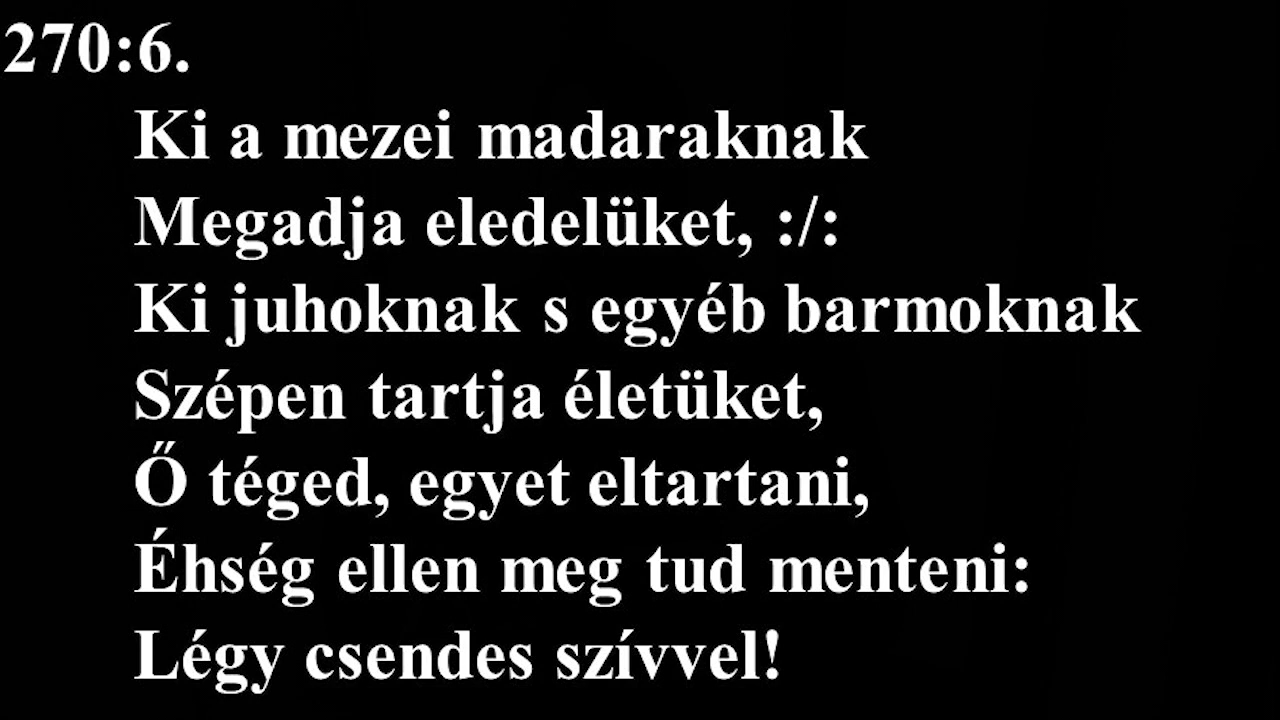 270:6.
Ki a mezei madaraknak
Megadja eledelüket, :/:
Ki juhoknak s egyéb barmoknak
Szépen tartja életüket,
Ő téged, egyet eltartani,
Éhség ellen meg tud menteni:
Légy csendes szívvel!